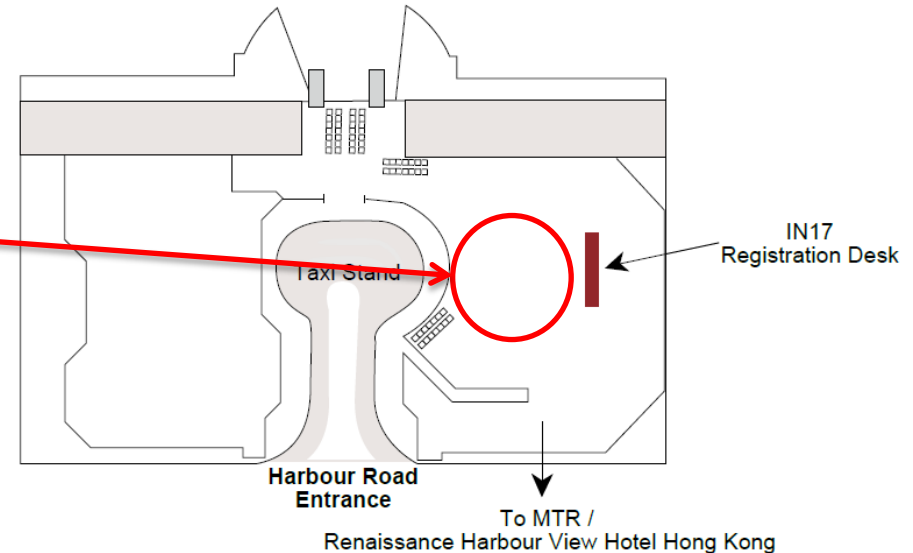 IN17
Registration Desk
Taxi Stand
Harbour Road
Entrance
To MTR /
Renaissance Harbour View Hotel Hong Kong